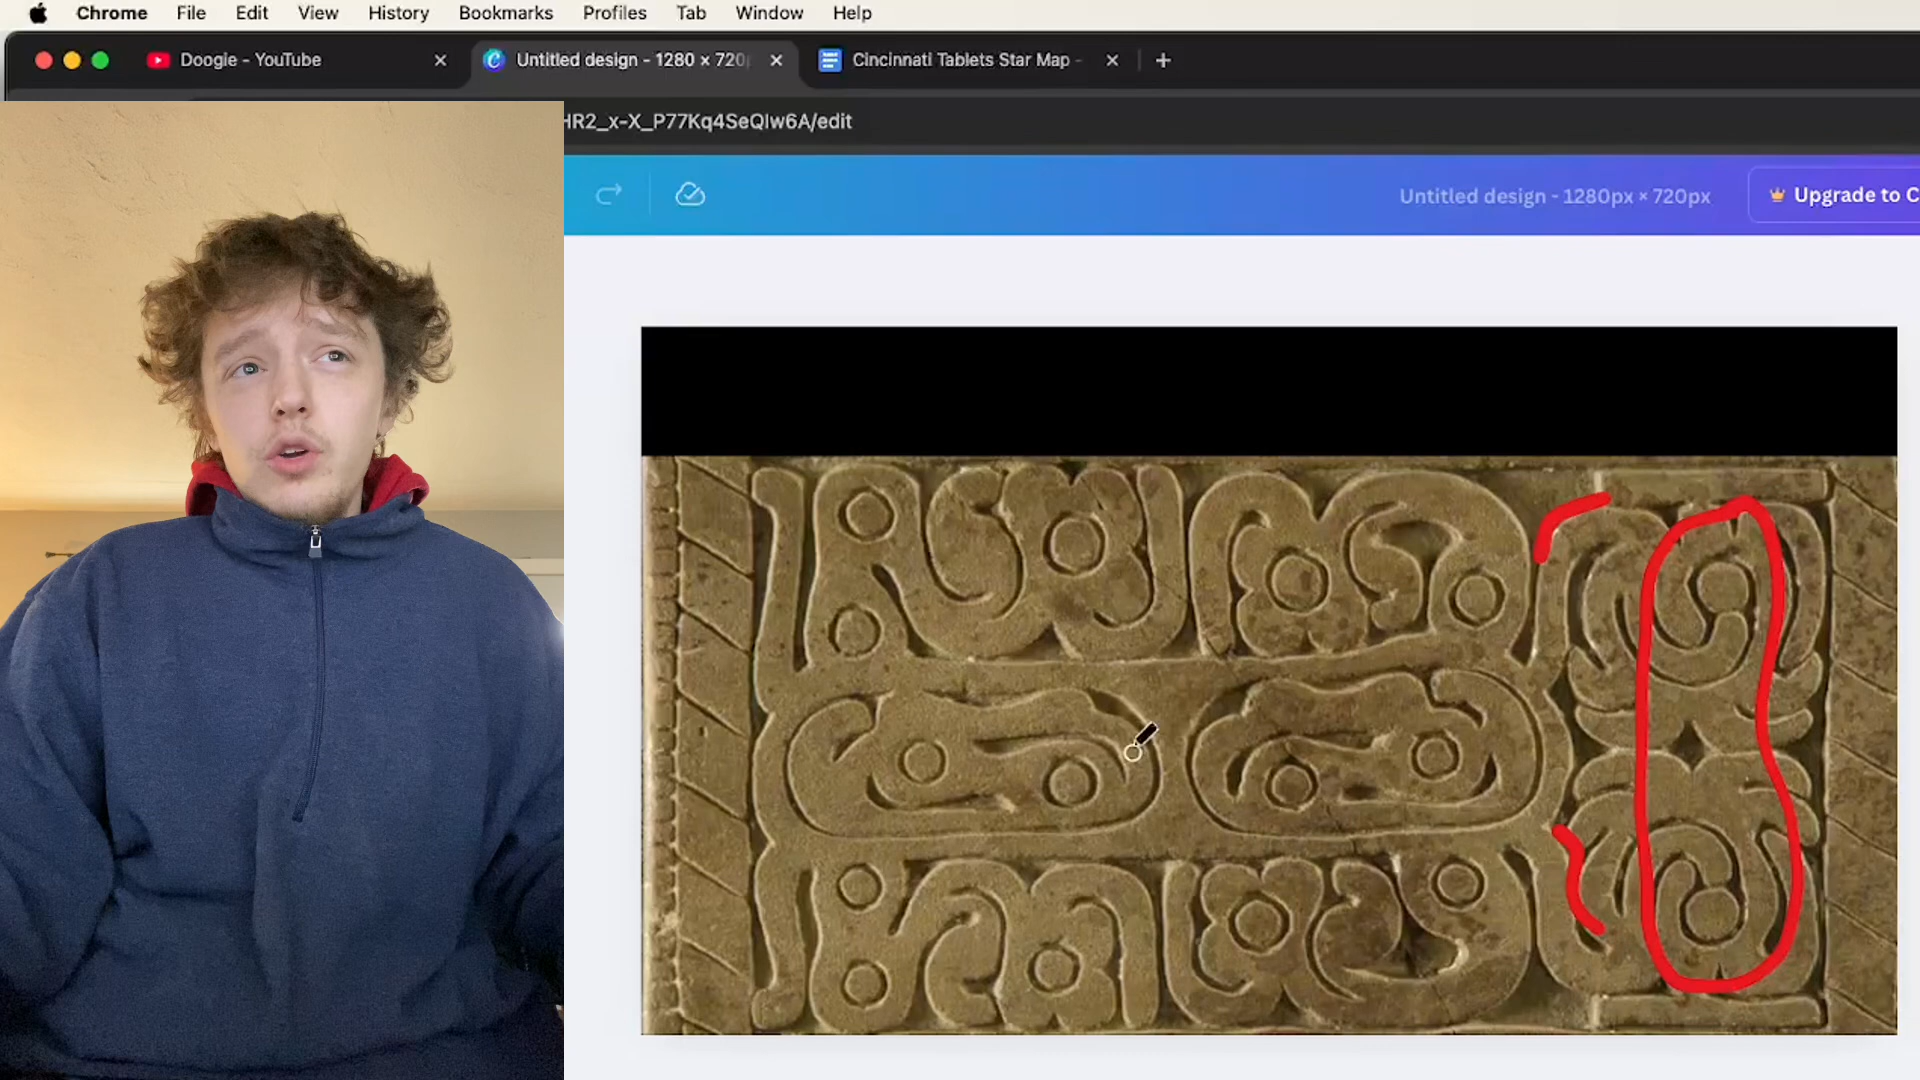 Chrome File Edit View History Bookmarks Profiles Tab Window Help
Doogie - YouTube Untitled design - 1280 × 720 Cincinnati Tablets Star Map -
HR2_x-X_P77Kq4SeQIw6A/edit
Untitled design - 1280px × 720px Upgrade to C